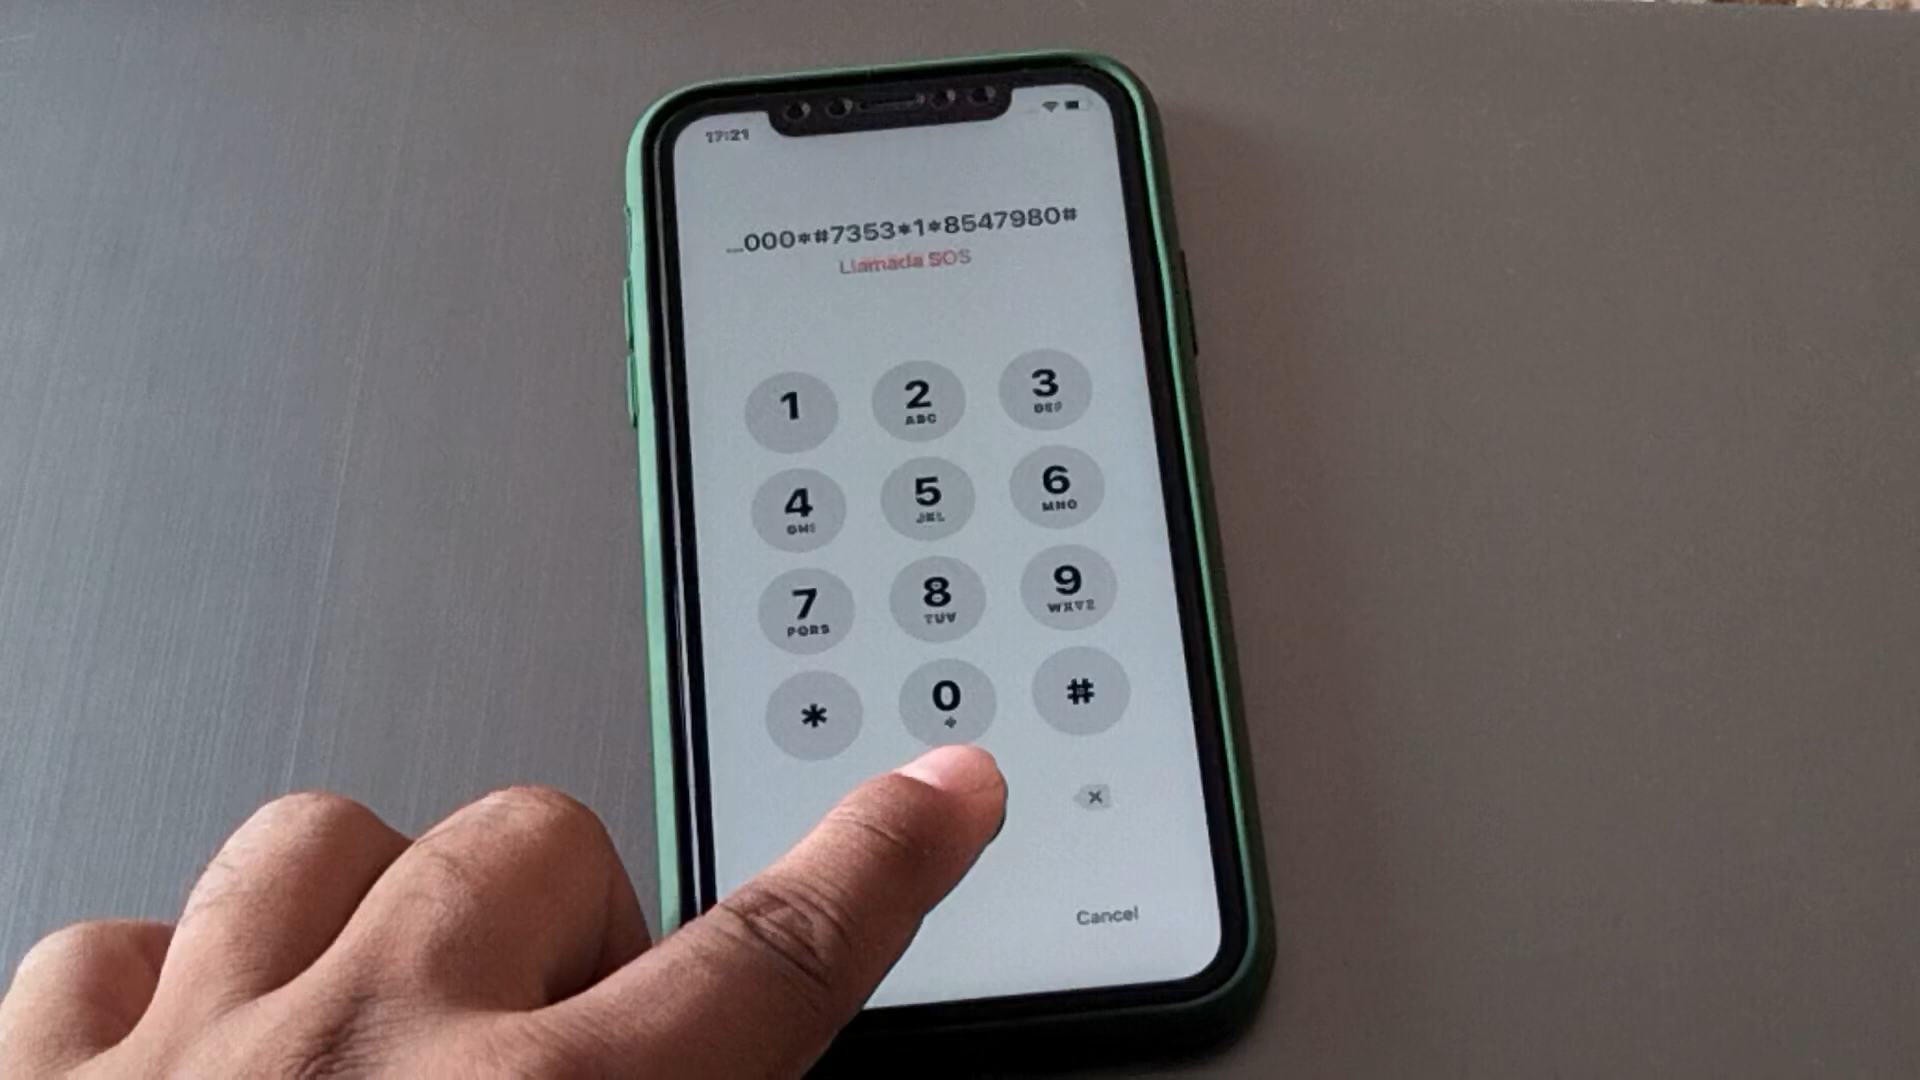 17:21
...000*#7353*1*8547980#
Llamada SOS
1
2
ABC
3
DEF
4
GHI
5
JKL
6
MNO
7
PQRS
8
TUV
9
WXYZ
*
0
+
#
Cancel